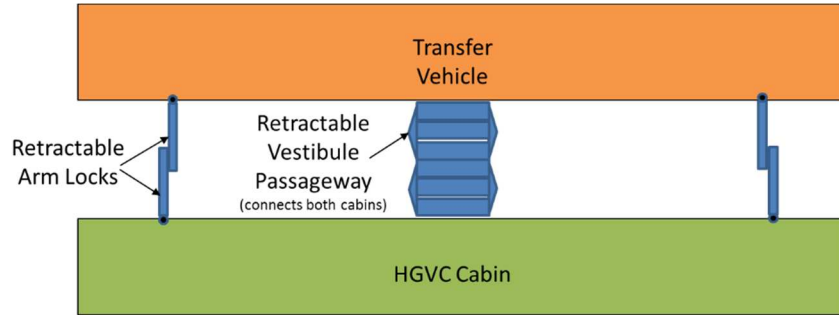 Transfer
Vehicle
Retractable
Arm Locks
Retractable
Vestibule
Passageway
(connects both cabins)
HGVC Cabin